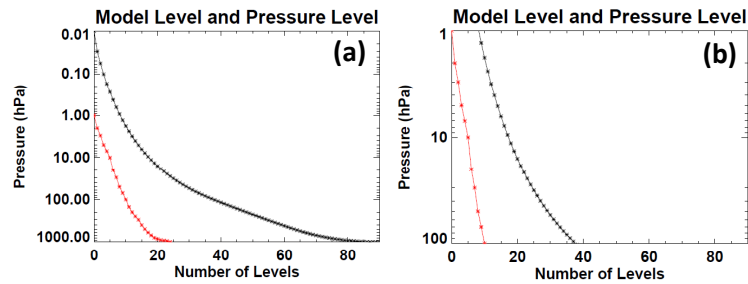 Model Level and Pressure Level
(a)
Pressure (hPa)
0.01
0.10
1.00
10.00
100.00
1000.00
0 20 40 60 80
Number of Levels
Model Level and Pressure Level
(b)
Pressure (hPa)
1
10
100
0 20 40 60 80
Number of Levels